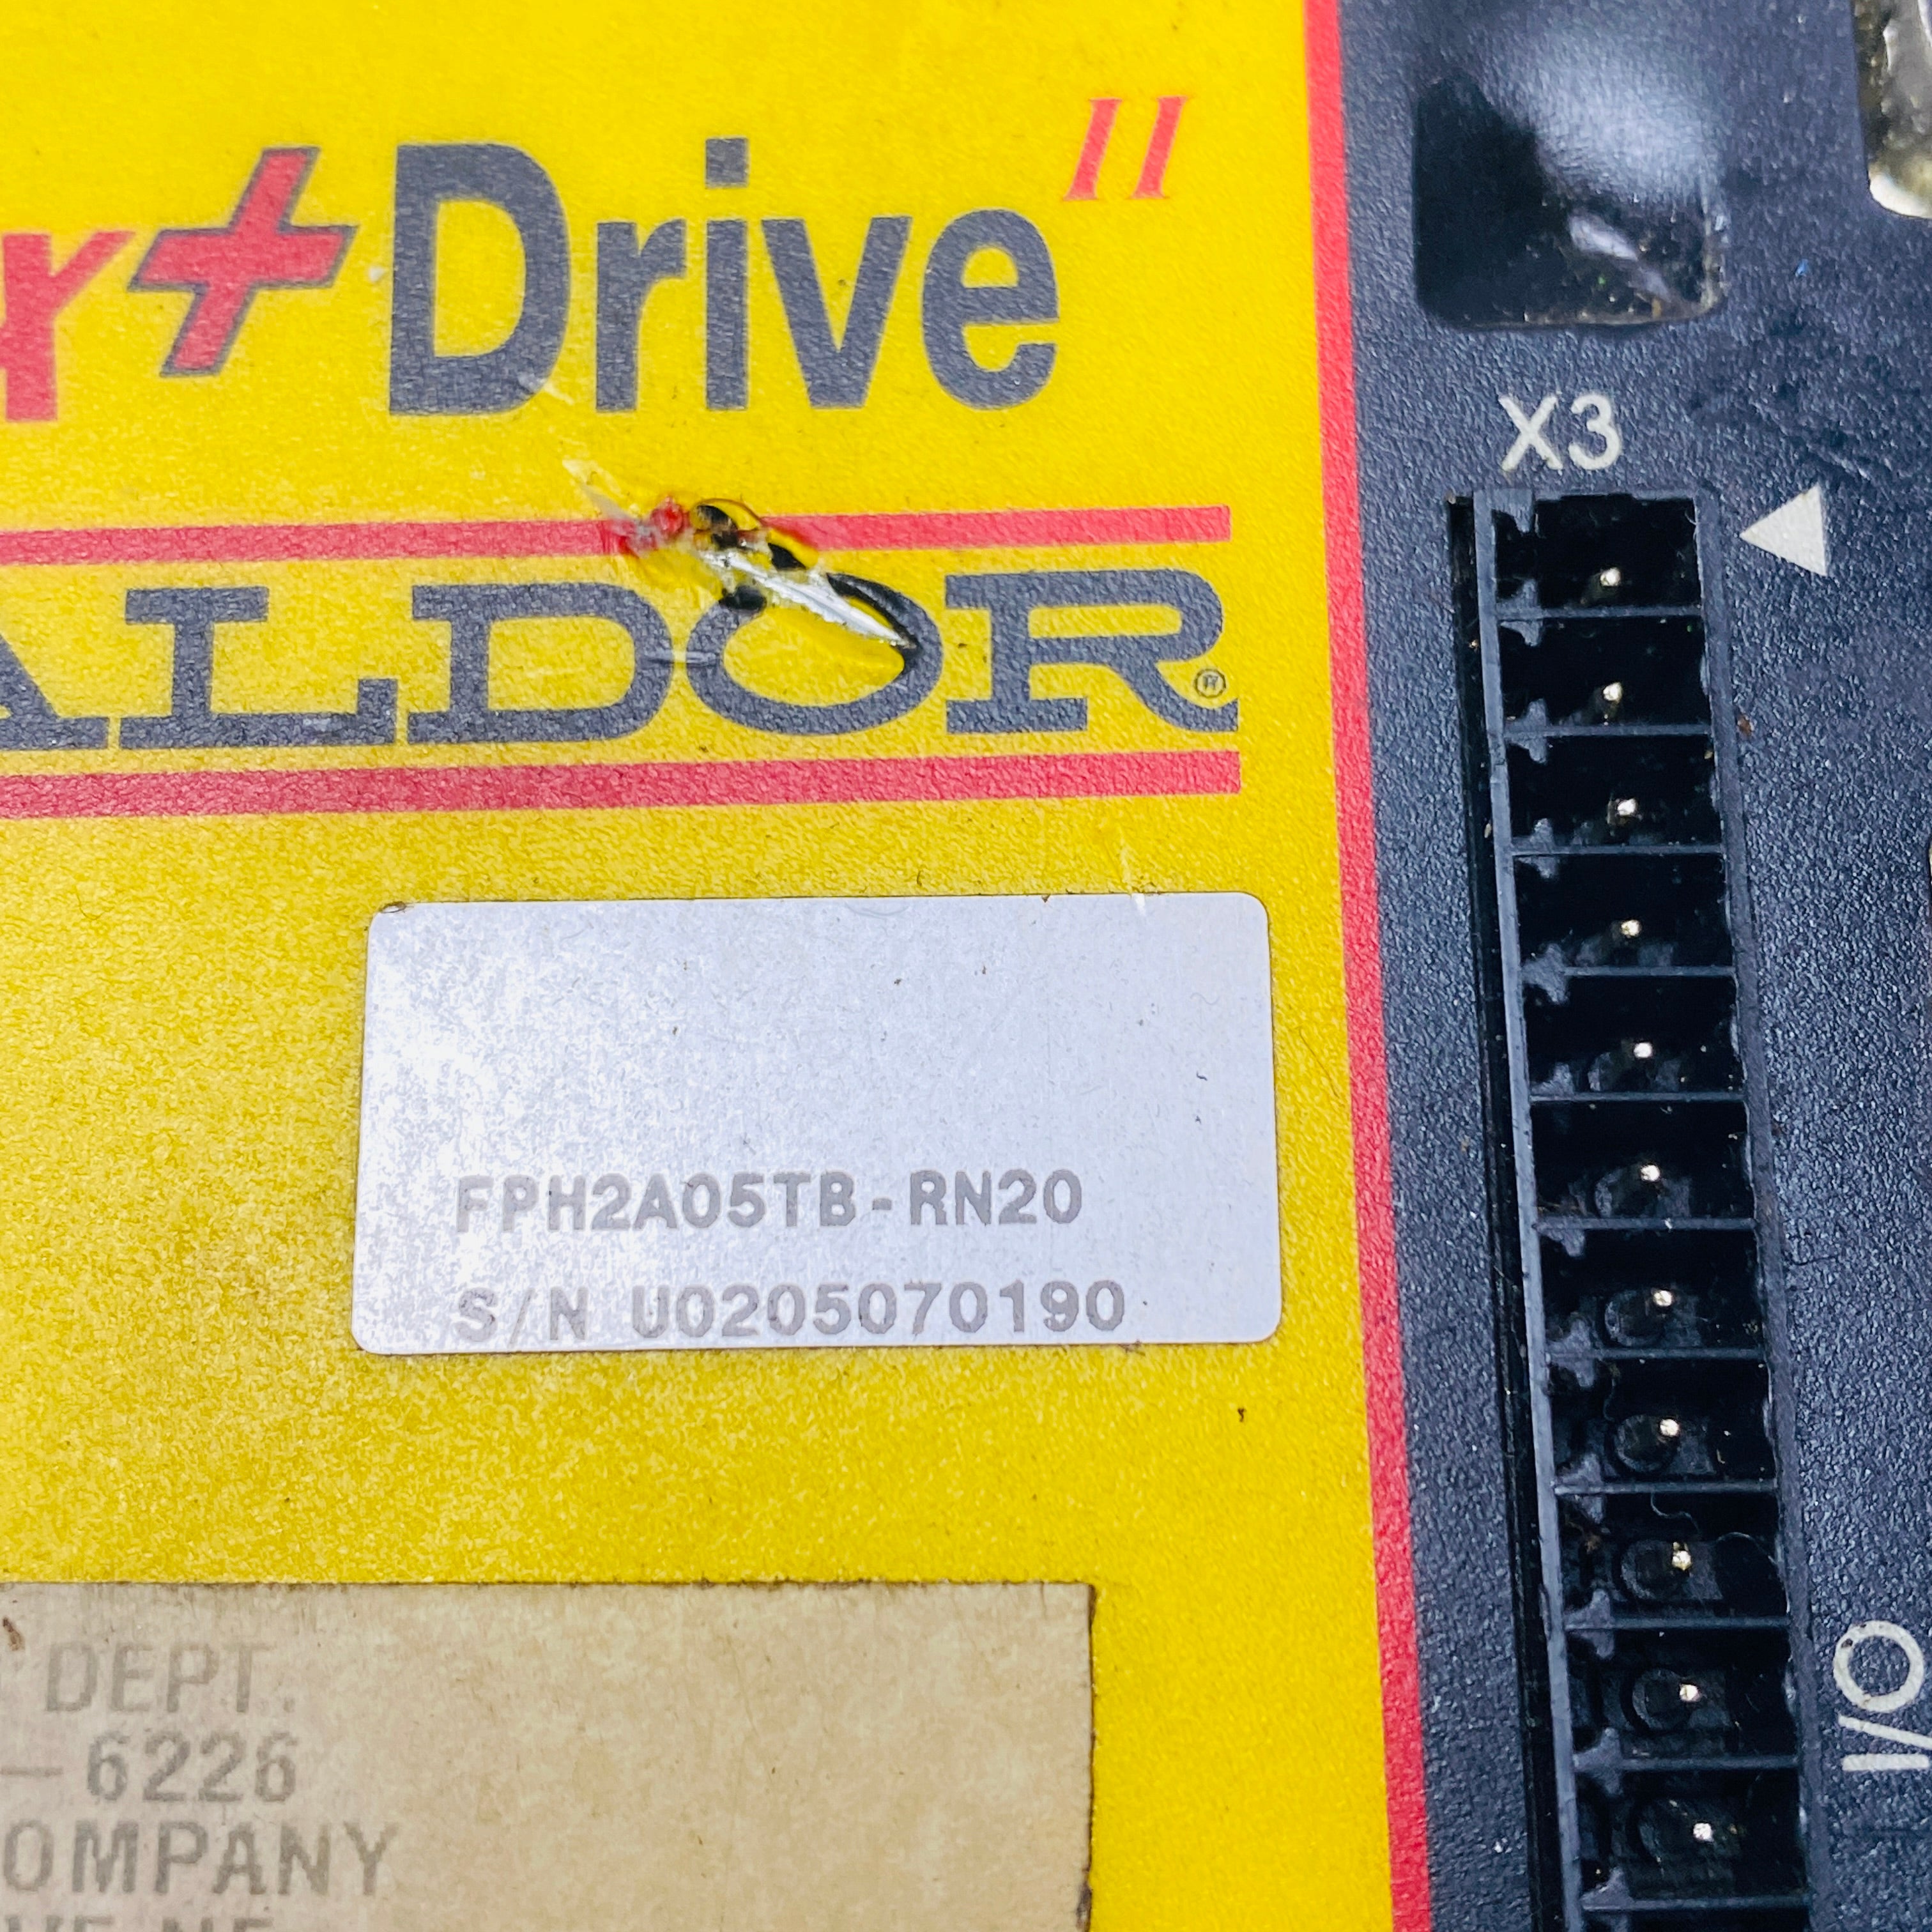 x+Drive II
ALDOR®
FPH2A05TB-RN20
S/N U0205070190
DEPT.
-6226
OMPANY
X3
I/O